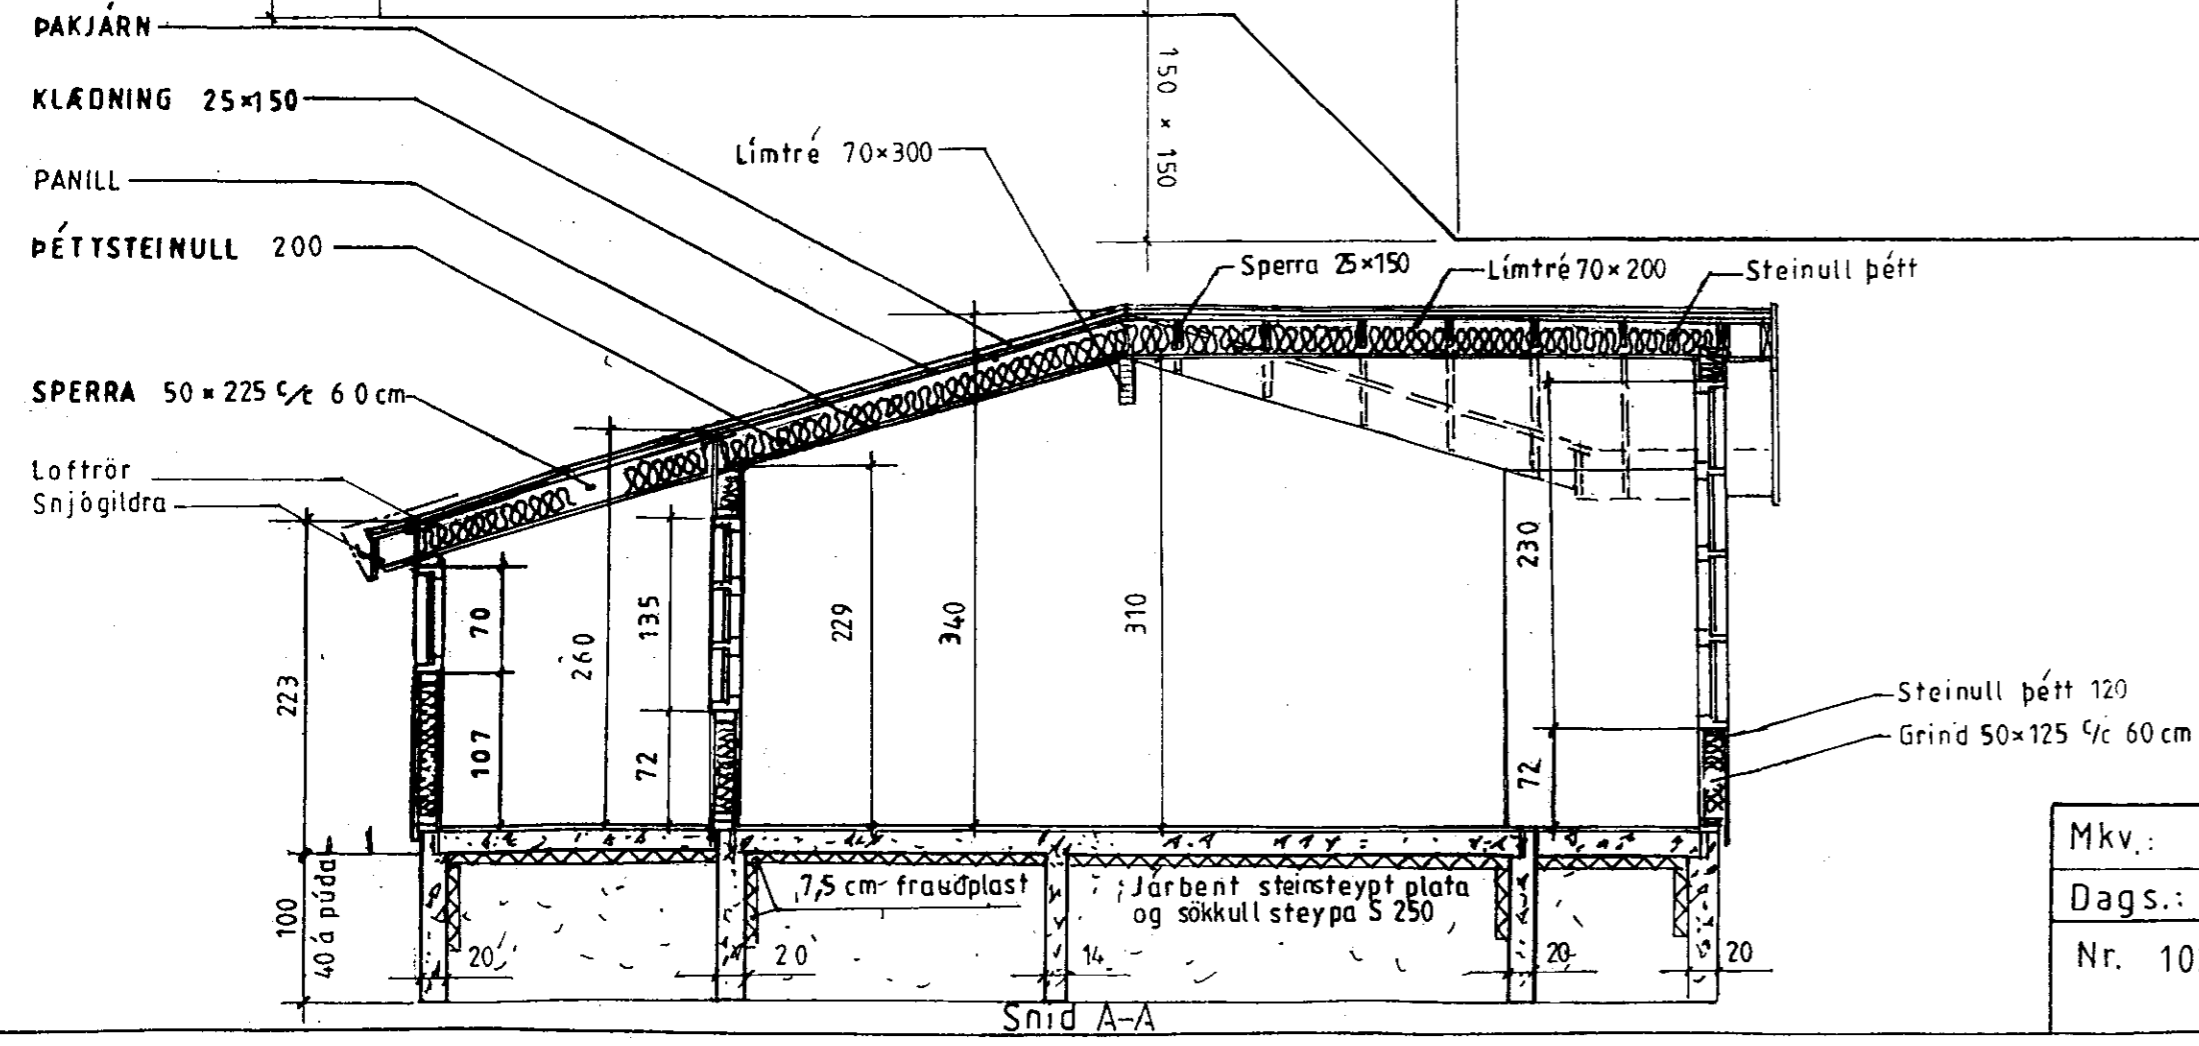 ÞAKJÁRN
KLÆÐNING 25×150
PANILL
ÞÉTTSTEINULL 200
SPERRA 50×225 c/c 60 cm
Loftrör
Snjógildra
Límtré 70×300
150 × 150
Sperra 25×150
Límtré 70×200
Steinull þétt
223
70
107
260
135
72
229
340
310
230
72
Steinull þétt 120
Grind 50×125 c/c 60 cm
100
40 á púða
7,5 cm frauðplast
Járbent steinsteypt plata
og sökkull steypa S 250
20
20
14
20
20
Snið A-A
Mkv.:
Dags.:
Nr. 10